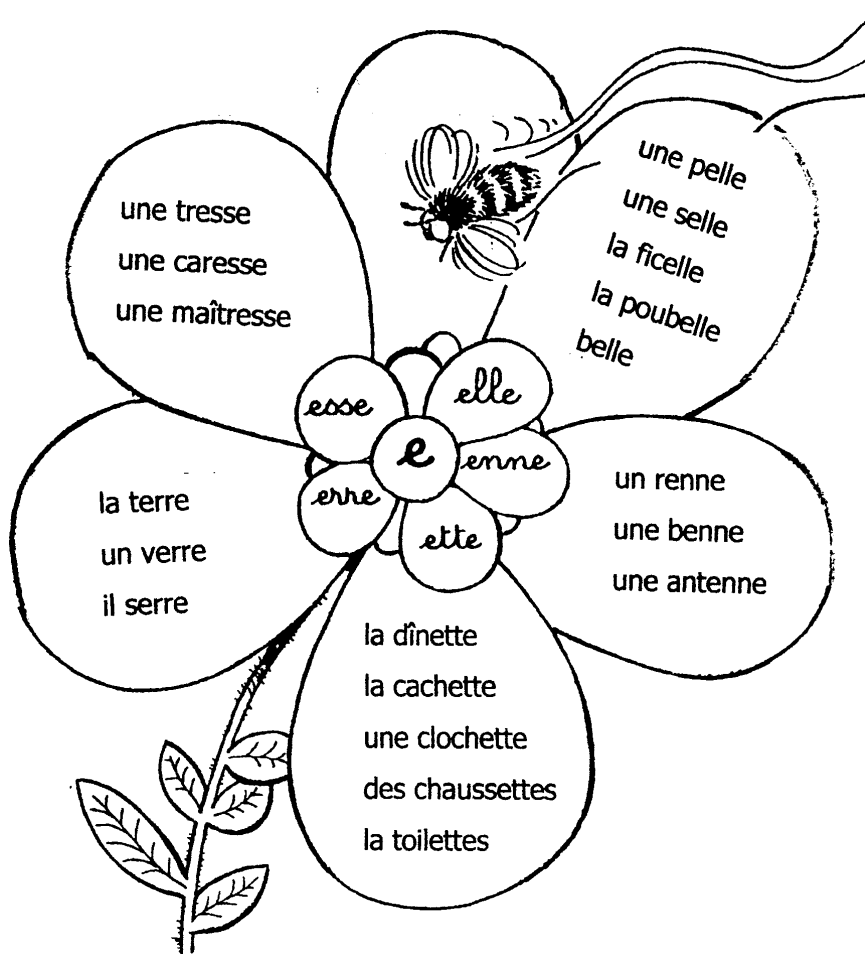 une pelle
une selle
la ficelle
la poubelle
belle
une tresse
une caresse
une maîtresse
esse
elle
e
enne
erre
ette
un renne
une benne
une antenne
la terre
un verre
il serre
la dînette
la cachette
une clochette
des chaussettes
la toilettes